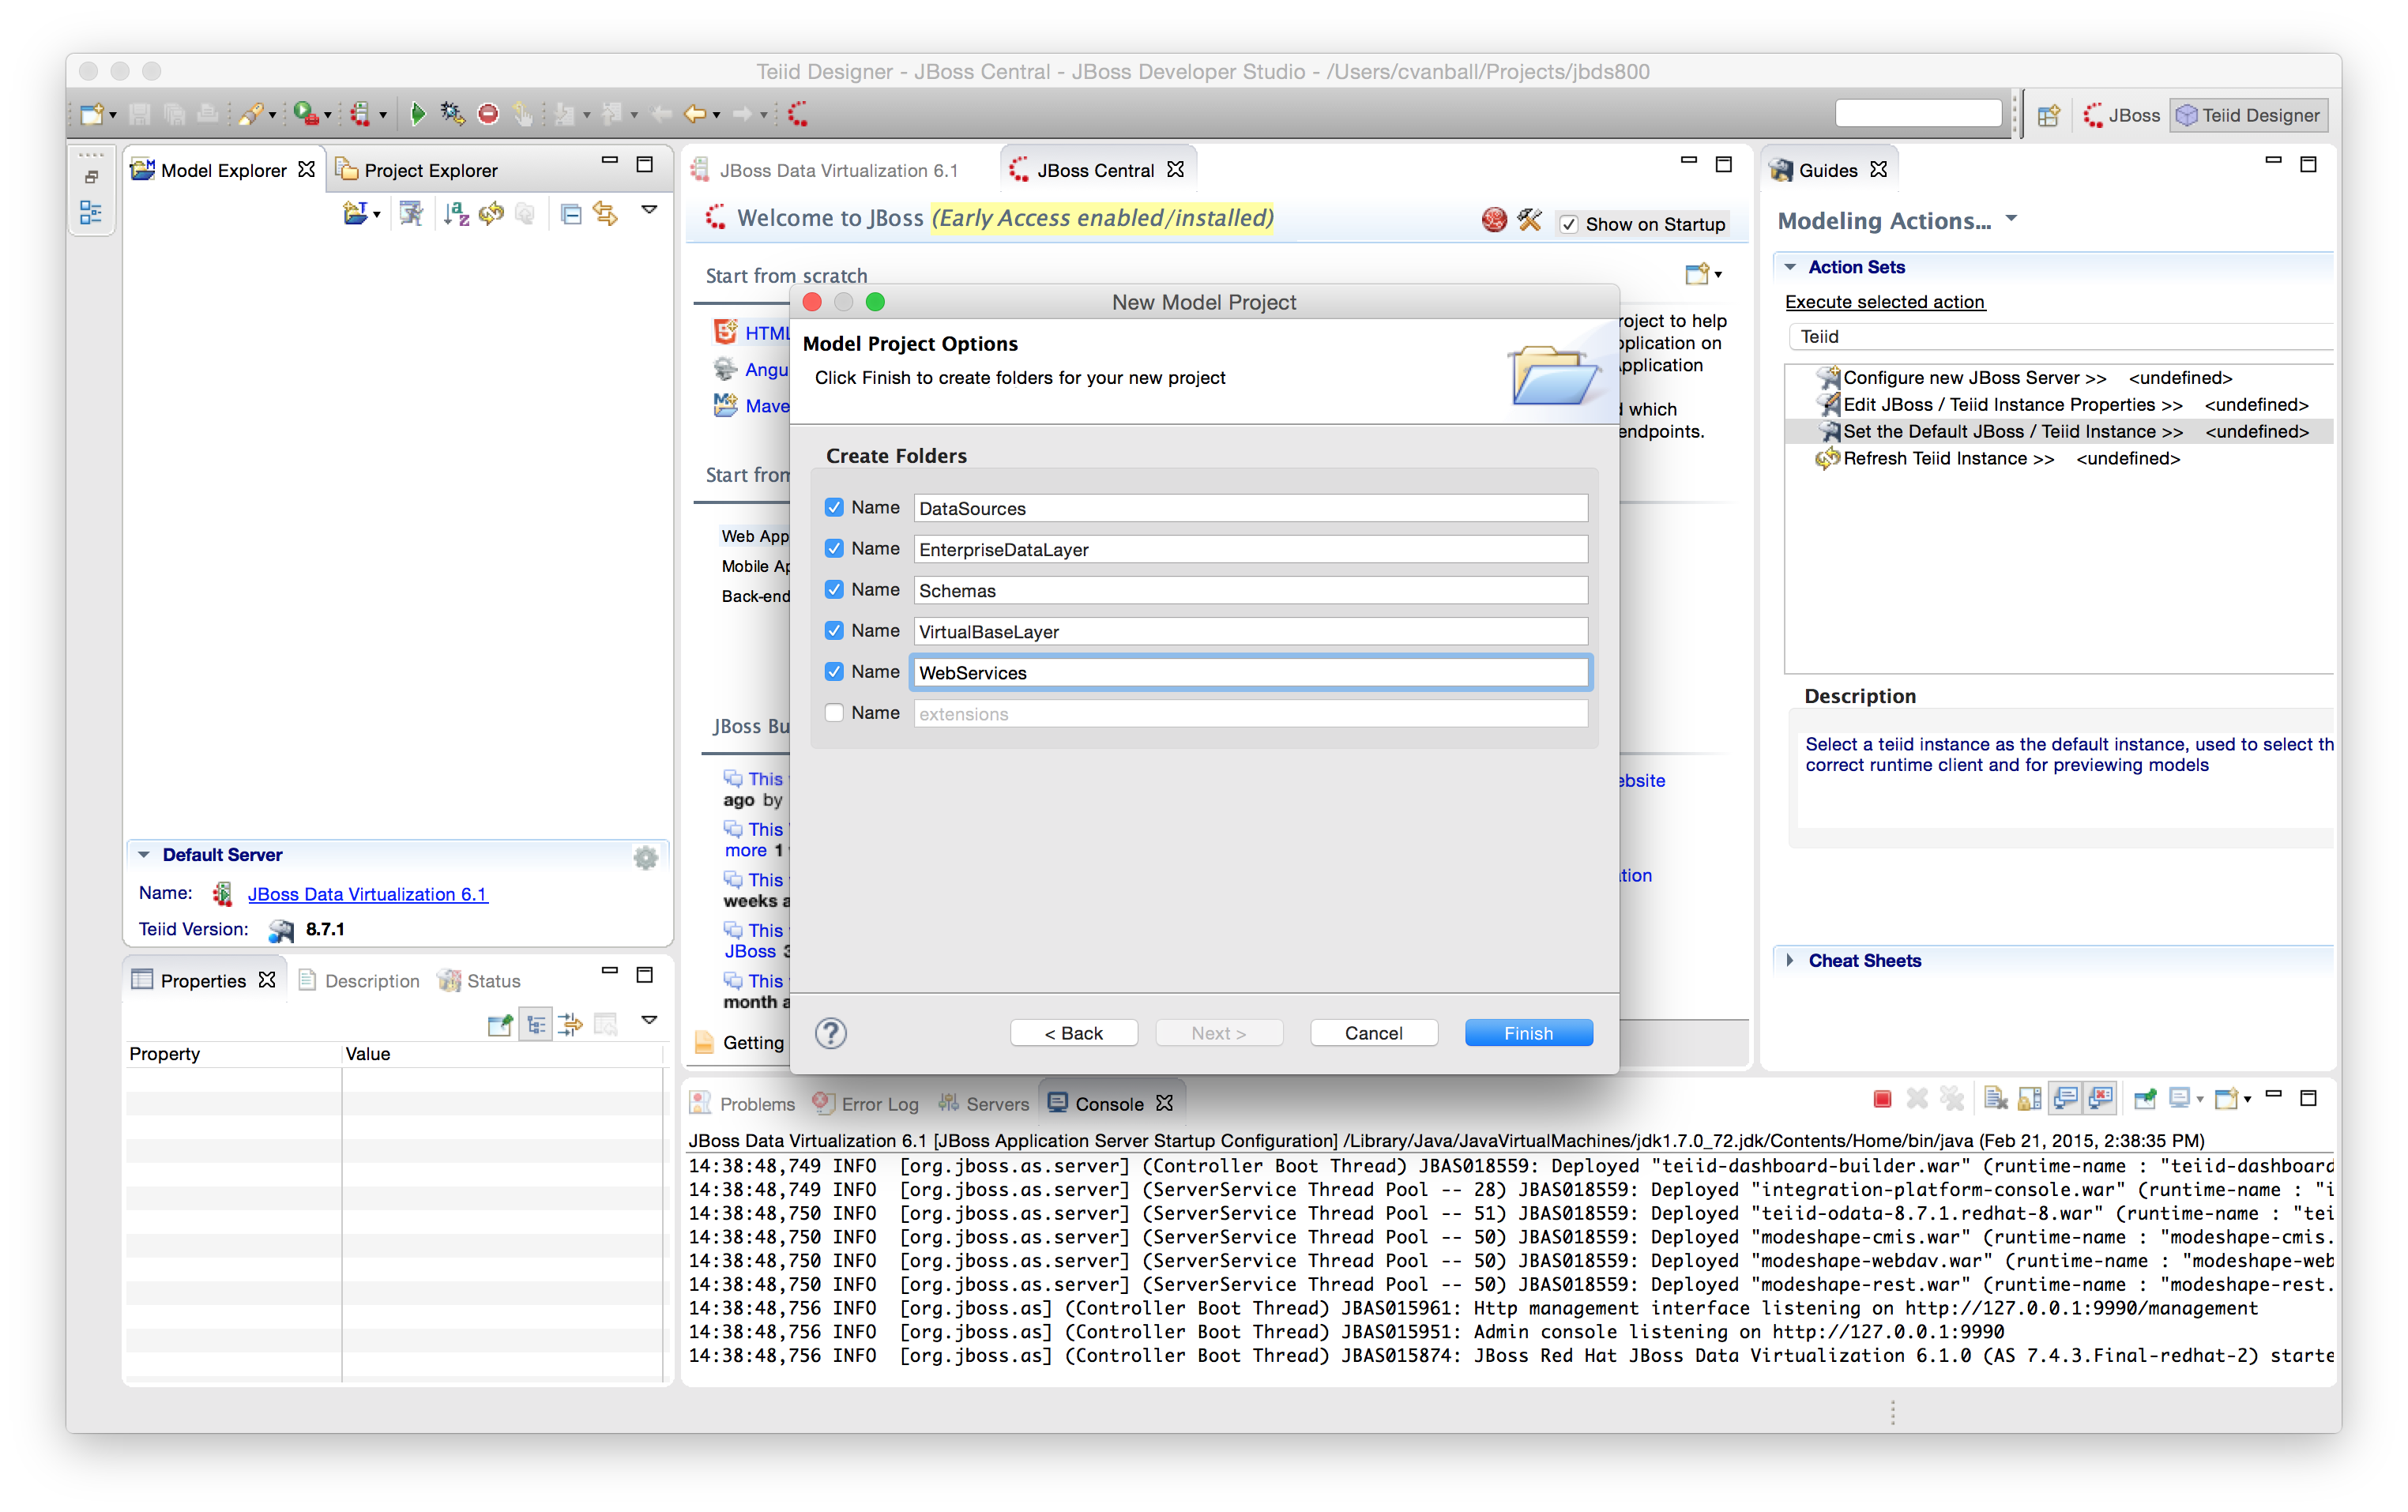 Teiid Designer - JBoss Central - JBoss Developer Studio - /Users/cvanball/Projects/jbds800
JBoss
Teiid Designer
Model Explorer
Project Explorer
JBoss Data Virtualization 6.1
JBoss Central
Guides
Welcome to JBoss (Early Access enabled/installed)
Show on Startup
Modeling Actions...
Start from scratch
Action Sets
Execute selected action
Teiid
Configure new JBoss Server >> <undefined>
Edit JBoss / Teiid Instance Properties >> <undefined>
Set the Default JBoss / Teiid Instance >> <undefined>
Refresh Teiid Instance >> <undefined>
Description
Select a teiid instance as the default instance, used to select th
correct runtime client and for previewing models
Cheat Sheets
HTML
Angu
Mave
roject to help
plication on
pplication
which
endpoints.
Start from
Web App
Mobile Ap
Back-end
JBoss Bu
This
ago by
This
more 1
This
weeks a
This
JBoss 3
This
month a
Getting
ebsite
tion
New Model Project
Model Project Options
Click Finish to create folders for your new project
Create Folders
Name DataSources
Name EnterpriseDataLayer
Name Schemas
Name VirtualBaseLayer
Name WebServices
Name extensions
?
< Back
Next >
Cancel
Finish
Default Server
Name: JBoss Data Virtualization 6.1
Teiid Version: 8.7.1
Properties
Description
Status
Property Value
Problems
Error Log
Servers
Console
JBoss Data Virtualization 6.1 [JBoss Application Server Startup Configuration] /Library/Java/JavaVirtualMachines/jdk1.7.0_72.jdk/Contents/Home/bin/java (Feb 21, 2015, 2:38:35 PM)
14:38:48,749 INFO [org.jboss.as.server] (Controller Boot Thread) JBAS018559: Deployed "teiid-dashboard-builder.war" (runtime-name : "teiid-dashboard
14:38:48,749 INFO [org.jboss.as.server] (ServerService Thread Pool -- 28) JBAS018559: Deployed "integration-platform-console.war" (runtime-name : "i
14:38:48,750 INFO [org.jboss.as.server] (ServerService Thread Pool -- 51) JBAS018559: Deployed "teiid-odata-8.7.1.redhat-8.war" (runtime-name : "tei
14:38:48,750 INFO [org.jboss.as.server] (ServerService Thread Pool -- 50) JBAS018559: Deployed "modeshape-cmis.war" (runtime-name : "modeshape-cmis.
14:38:48,750 INFO [org.jboss.as.server] (ServerService Thread Pool -- 50) JBAS018559: Deployed "modeshape-webdav.war" (runtime-name : "modeshape-web
14:38:48,750 INFO [org.jboss.as.server] (ServerService Thread Pool -- 50) JBAS018559: Deployed "modeshape-rest.war" (runtime-name : "modeshape-rest.
14:38:48,756 INFO [org.jboss.as] (Controller Boot Thread) JBAS015961: Http management interface listening on http://127.0.0.1:9990/management
14:38:48,756 INFO [org.jboss.as] (Controller Boot Thread) JBAS015951: Admin console listening on http://127.0.0.1:9990
14:38:48,756 INFO [org.jboss.as] (Controller Boot Thread) JBAS015874: JBoss Red Hat JBoss Data Virtualization 6.1.0 (AS 7.4.3.Final-redhat-2) starte